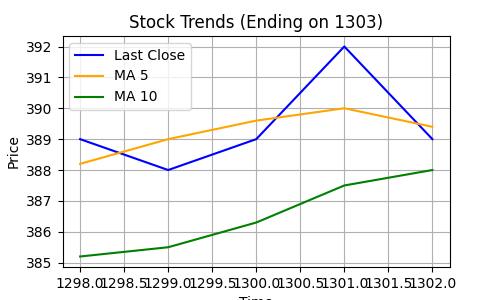 Stock Trends (Ending on 1303)
Last Close
MA 5
MA 10
Price
392
391
390
389
388
387
386
385
1298.0 1298.5 1299.0 1299.5 1300.0 1300.5 1301.0 1301.5 1302.0
Time